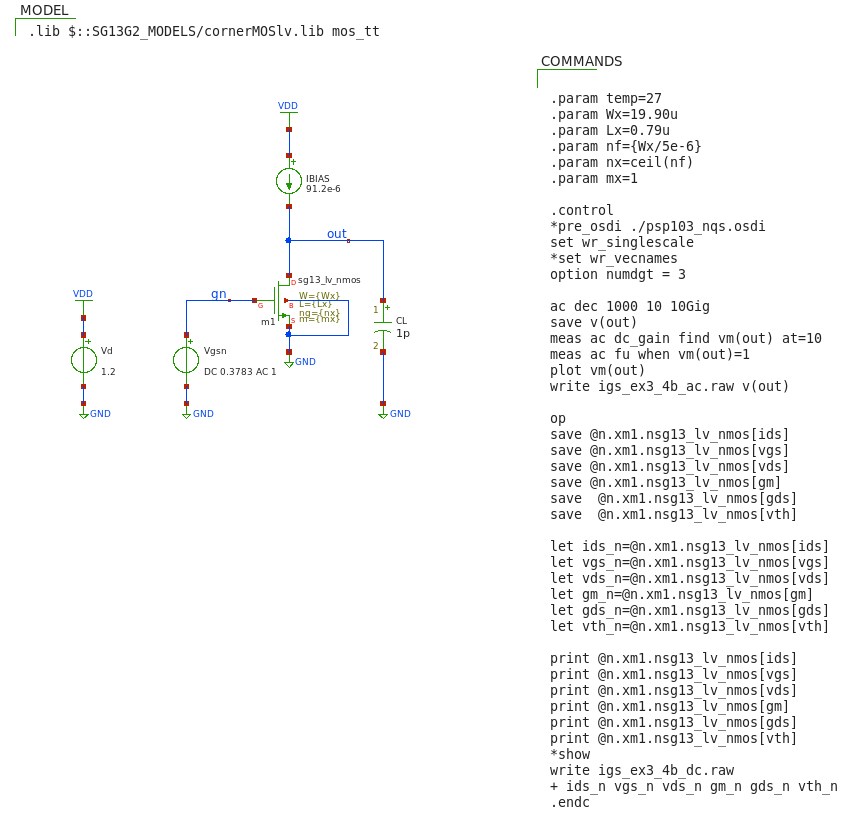 MODEL
.lib $::SG13G2_MODELS/cornerMOSlv.lib mos_tt
COMMANDS
.param temp=27
.param Wx=19.90u
.param Lx=0.79u
.param nf={Wx/5e-6}
.param nx=ceil(nf)
.param mx=1
.control
*pre_osdi ./psp103_nqs.osdi
set wr_singlescale
*set wr_vecnames
option numdgt = 3
ac dec 1000 10 10Gig
save v(out)
meas ac dc_gain find vm(out) at=10
meas ac fu when vm(out)=1
plot vm(out)
write igs_ex3_4b_ac.raw v(out)
op
save @n.xm1.nsg13_lv_nmos[ids]
save @n.xm1.nsg13_lv_nmos[vgs]
save @n.xm1.nsg13_lv_nmos[vds]
save @n.xm1.nsg13_lv_nmos[gm]
save  @n.xm1.nsg13_lv_nmos[gds]
save  @n.xm1.nsg13_lv_nmos[vth]
let ids_n=@n.xm1.nsg13_lv_nmos[ids]
let vgs_n=@n.xm1.nsg13_lv_nmos[vgs]
let vds_n=@n.xm1.nsg13_lv_nmos[vds]
let gm_n=@n.xm1.nsg13_lv_nmos[gm]
let gds_n=@n.xm1.nsg13_lv_nmos[gds]
let vth_n=@n.xm1.nsg13_lv_nmos[vth]
print @n.xm1.nsg13_lv_nmos[ids]
print @n.xm1.nsg13_lv_nmos[vgs]
print @n.xm1.nsg13_lv_nmos[vds]
print @n.xm1.nsg13_lv_nmos[gm]
print @n.xm1.nsg13_lv_nmos[gds]
print @n.xm1.nsg13_lv_nmos[vth]
*show
write igs_ex3_4b_dc.raw
+ ids_n vgs_n vds_n gm_n gds_n vth_n
.endc
VDD
+
IBIAS
91.2e-6
out
sg13_lv_nmos
D
W={Wx}
L={Lx}
ng={nx}
m={mx}
G
B
S
m1
GND
gn
VDD
+
Vd
1.2
GND
+
Vgsn
DC 0.3783 AC 1
GND
1
+
CL
1p
2
GND